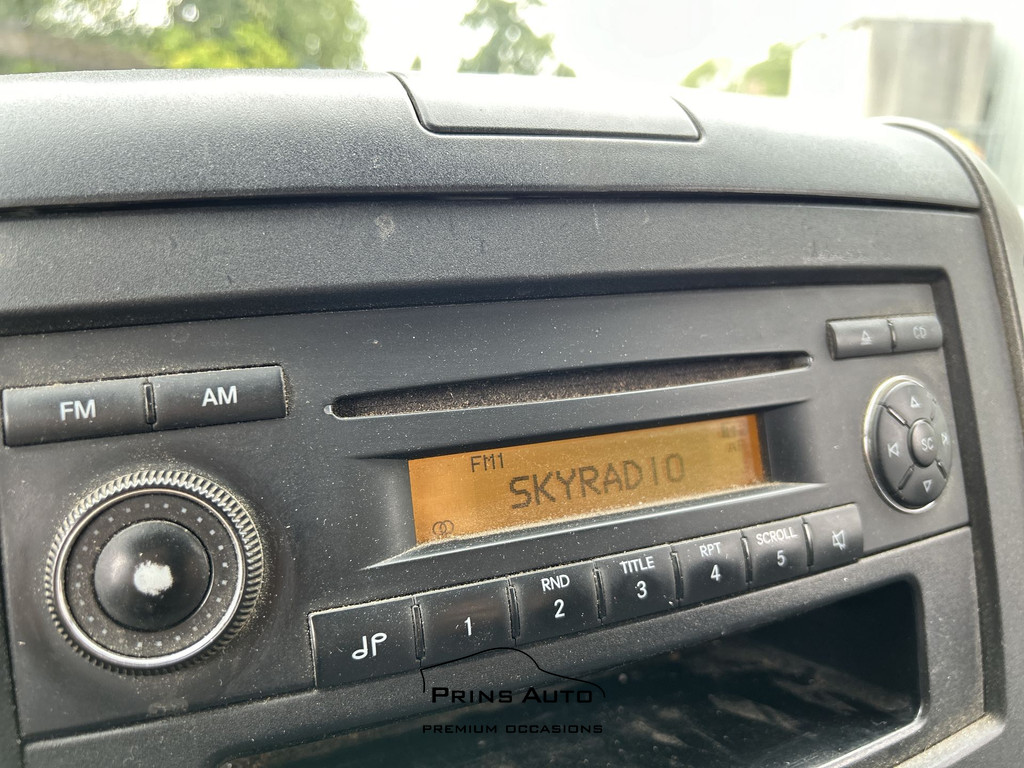 CD
FM
AM
SC
FM1
SKYRADIO
1
RND
2
TITLE
3
RPT
4
SCROLL
5
PRINS AUTO
PREMIUM OCCASIONS